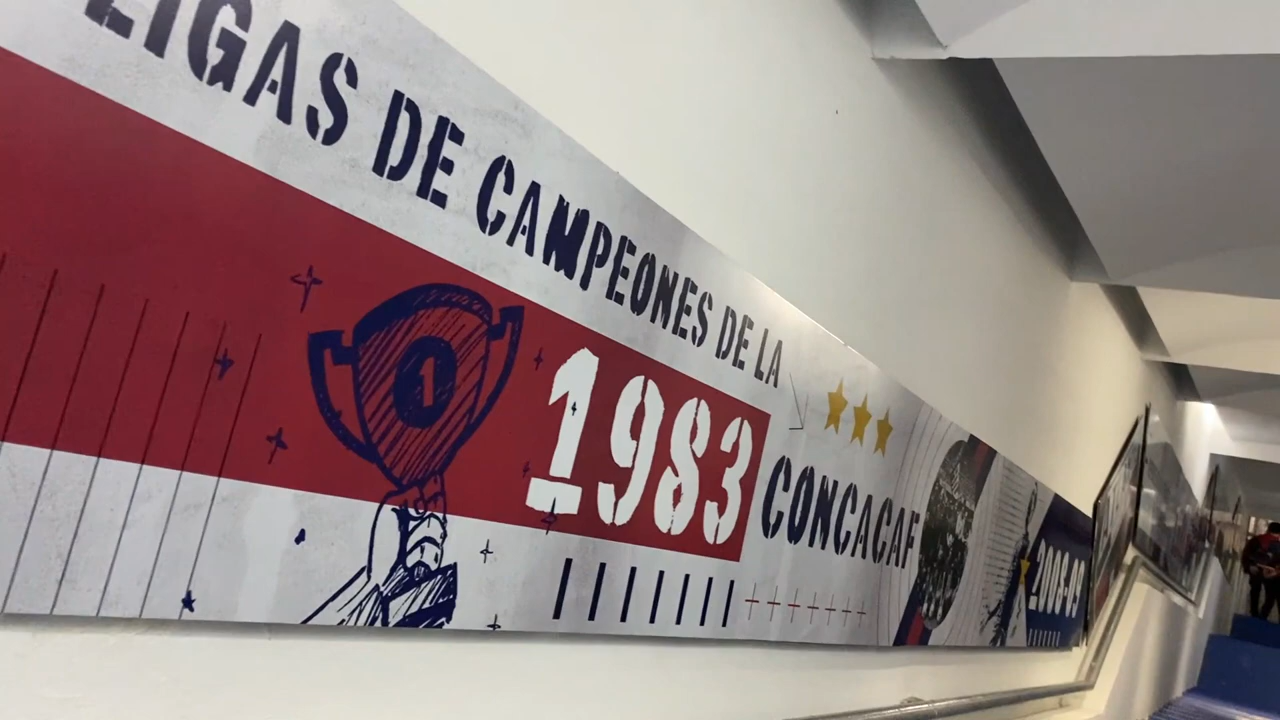 LIGAS DE CAMPEONES DE LA
1
1983
CONCACAF
2008-09